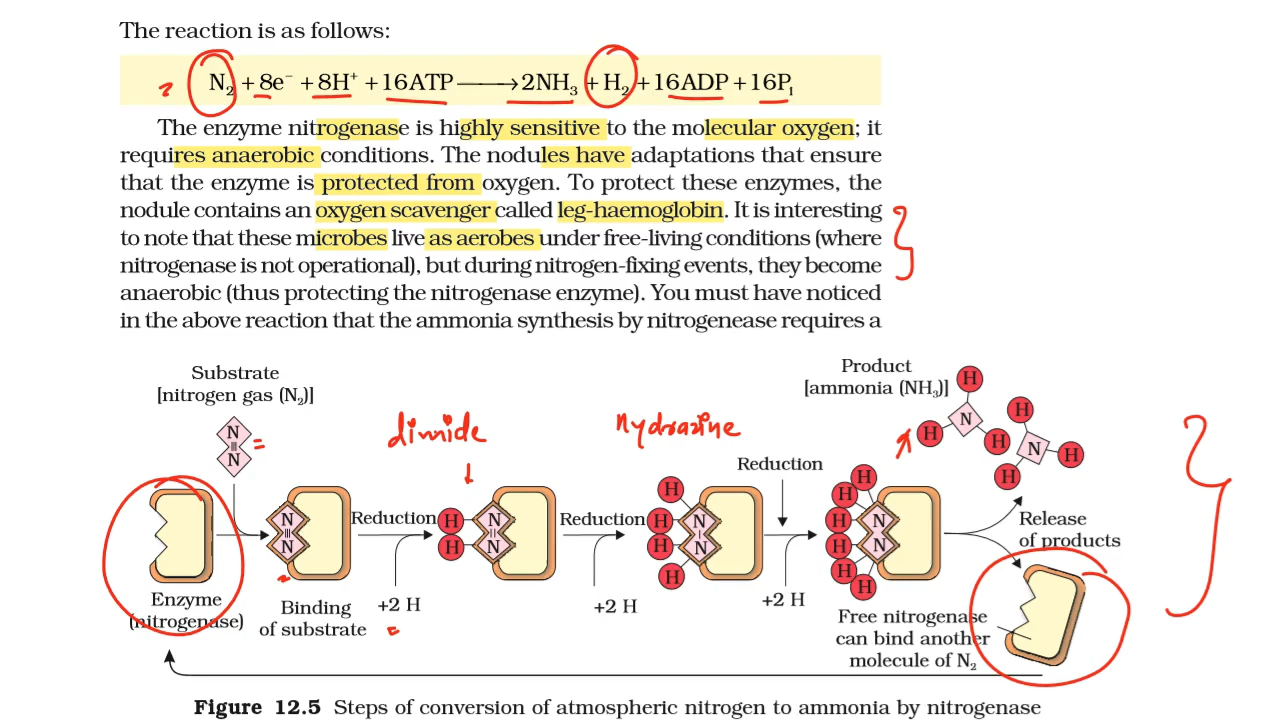 The reaction is as follows:
N₂ + 8e⁻ + 8H⁺ + 16ATP ⟶ 2NH₃ + H₂ + 16ADP + 16Pᵢ
The enzyme nitrogenase is highly sensitive to the molecular oxygen; it
requires anaerobic conditions. The nodules have adaptations that ensure
that the enzyme is protected from oxygen. To protect these enzymes, the
nodule contains an oxygen scavenger called leg-haemoglobin. It is interesting
to note that these microbes live as aerobes under free-living conditions (where
nitrogenase is not operational), but during nitrogen-fixing events, they become
anaerobic (thus protecting the nitrogenase enzyme). You must have noticed
in the above reaction that the ammonia synthesis by nitrogenease requires a
Substrate
[nitrogen gas (N₂)]
N
≡
N
Enzyme
(nitrogenase)
N
≡
N
Binding
of substrate
Reduction
+2 H
dimide
H
H
N
=
N
Reduction
+2 H
hydrazine
H
H
H
H
N
N
Reduction
+2 H
H
H
H
H
H
H
N
N
Product
[ammonia (NH₃)]
H
H
H
N
H
H
H
N
Release
of products
Free nitrogenase
can bind another
molecule of N₂
Figure 12.5 Steps of conversion of atmospheric nitrogen to ammonia by nitrogenase